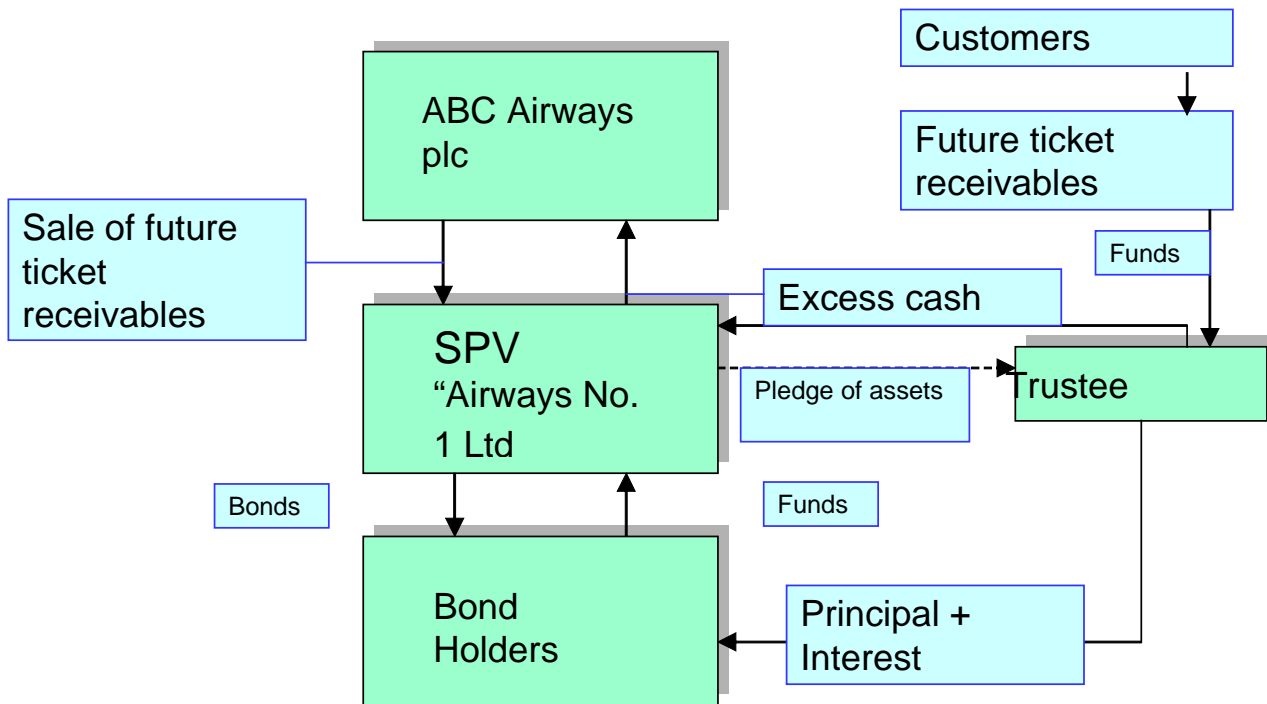 Customers
ABC Airways
plc
Future ticket
receivables
Sale of future
ticket
receivables
Funds
Excess cash
SPV
“Airways No.
1 Ltd
Pledge of assets
Trustee
Bonds
Funds
Bond
Holders
Principal +
Interest